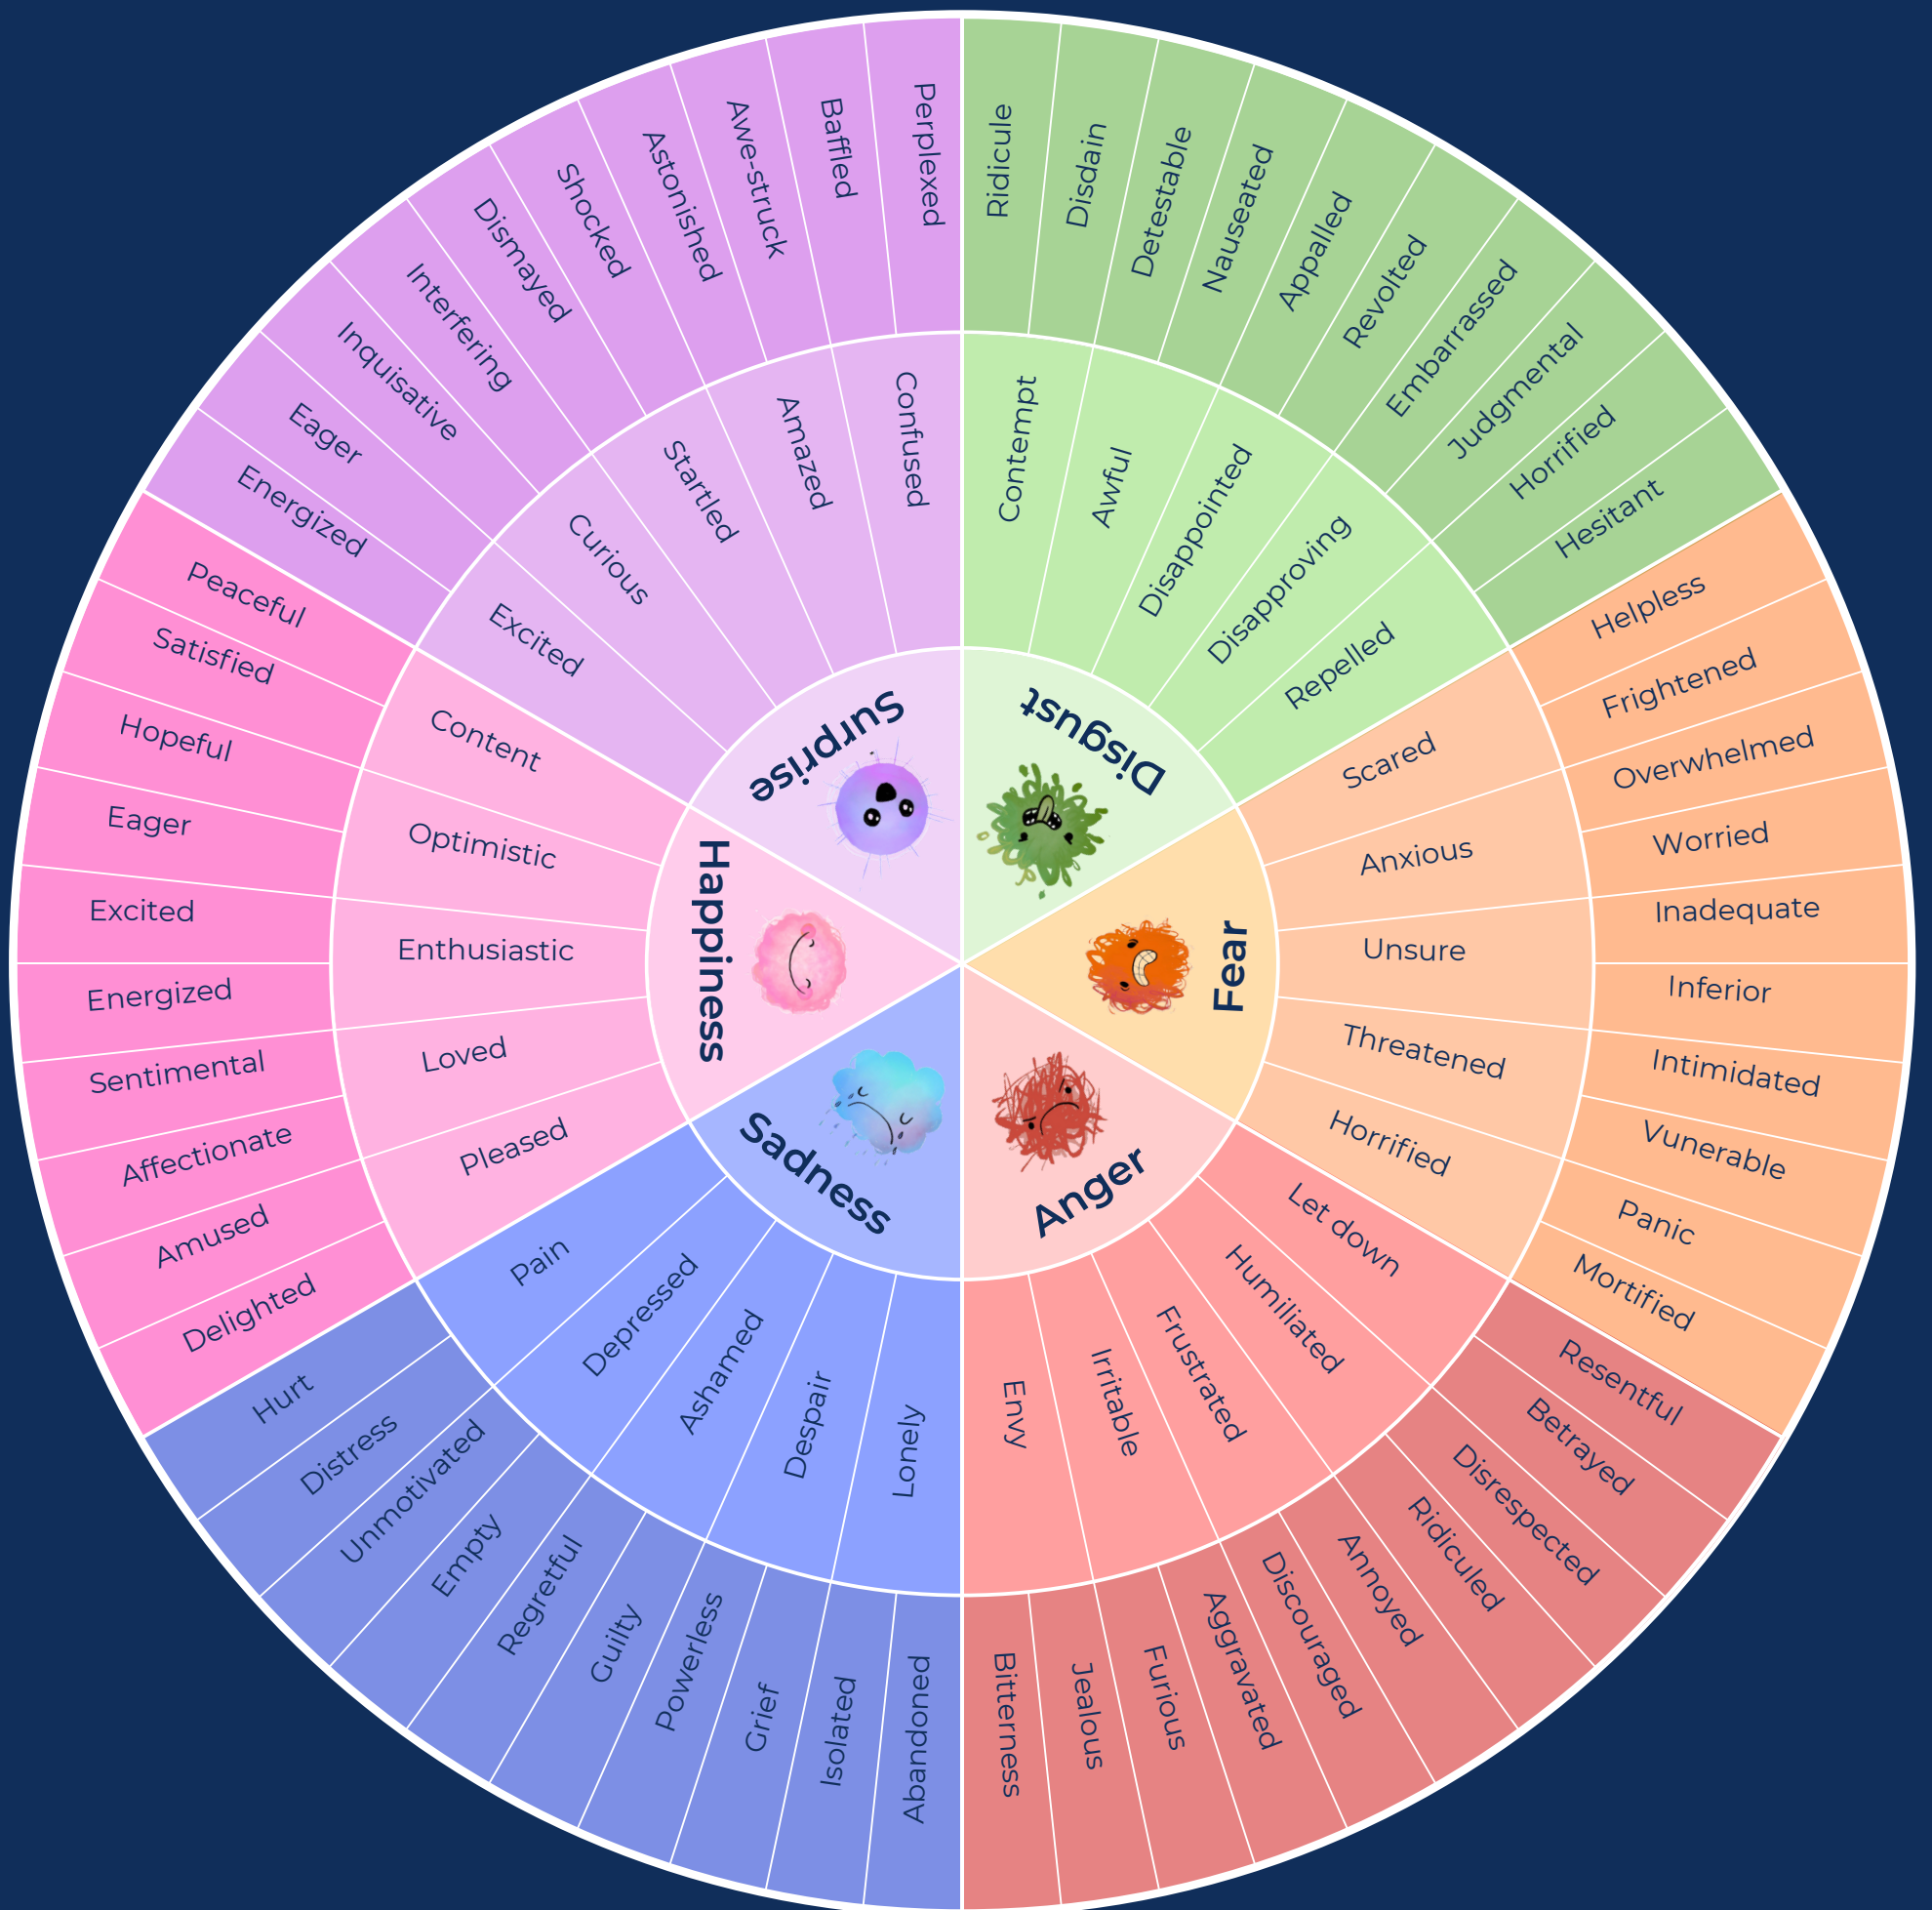 Surprise
Disgust
Fear
Anger
Sadness
Happiness
Contempt
Awful
Disappointed
Disapproving
Repelled
Scared
Anxious
Unsure
Threatened
Horrified
Let down
Humiliated
Frustrated
Irritable
Envy
Lonely
Despair
Ashamed
Depressed
Pain
Pleased
Loved
Enthusiastic
Optimistic
Content
Excited
Curious
Startled
Amazed
Confused
Ridicule
Disdain
Detestable
Nauseated
Appalled
Revolted
Embarrassed
Judgmental
Horrified
Hesitant
Helpless
Frightened
Overwhelmed
Worried
Inadequate
Inferior
Intimidated
Vunerable
Panic
Mortified
Resentful
Betrayed
Disrespected
Ridiculed
Annoyed
Discouraged
Aggravated
Furious
Jealous
Bitterness
Abandoned
Isolated
Grief
Powerless
Guilty
Regretful
Empty
Unmotivated
Distress
Hurt
Delighted
Amused
Affectionate
Sentimental
Energized
Excited
Eager
Hopeful
Satisfied
Peaceful
Energized
Eager
Inquisative
Interfering
Dismayed
Shocked
Astonished
Awe-struck
Baffled
Perplexed